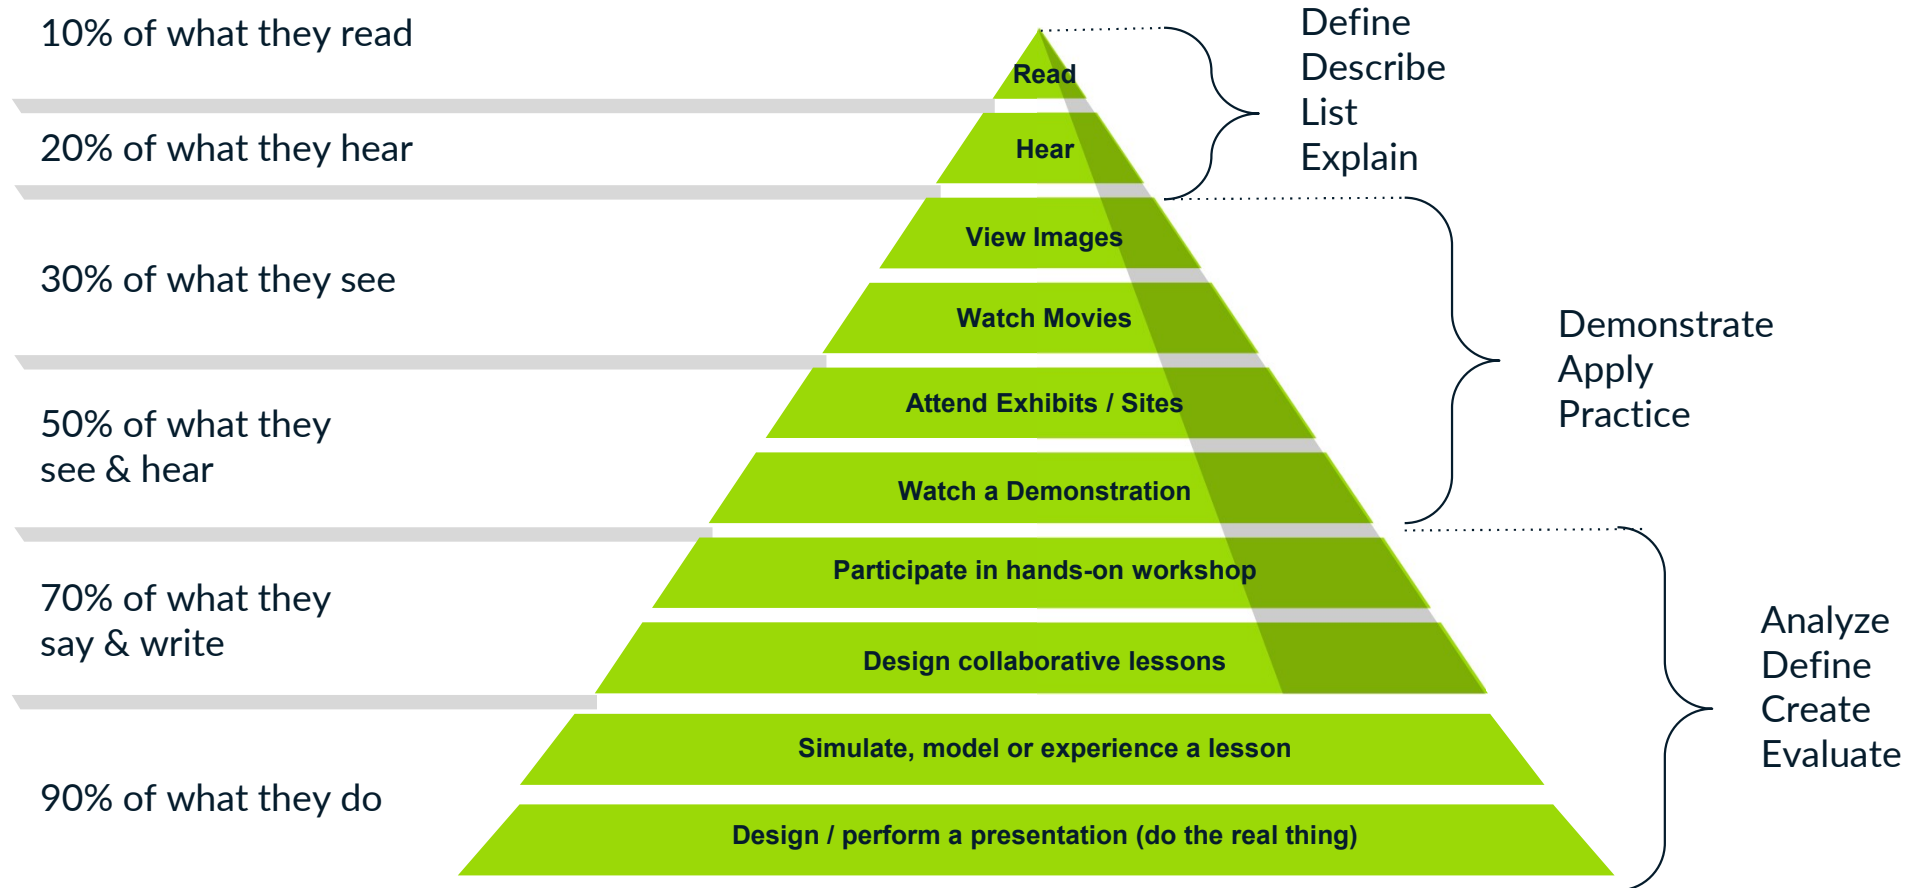 10% of what they read
20% of what they hear
30% of what they see
50% of what they
see & hear
70% of what they
say & write
90% of what they do
Read
Hear
View Images
Watch Movies
Attend Exhibits / Sites
Watch a Demonstration
Participate in hands-on workshop
Design collaborative lessons
Simulate, model or experience a lesson
Design / perform a presentation (do the real thing)
Define
Describe
List
Explain
Demonstrate
Apply
Practice
Analyze
Define
Create
Evaluate